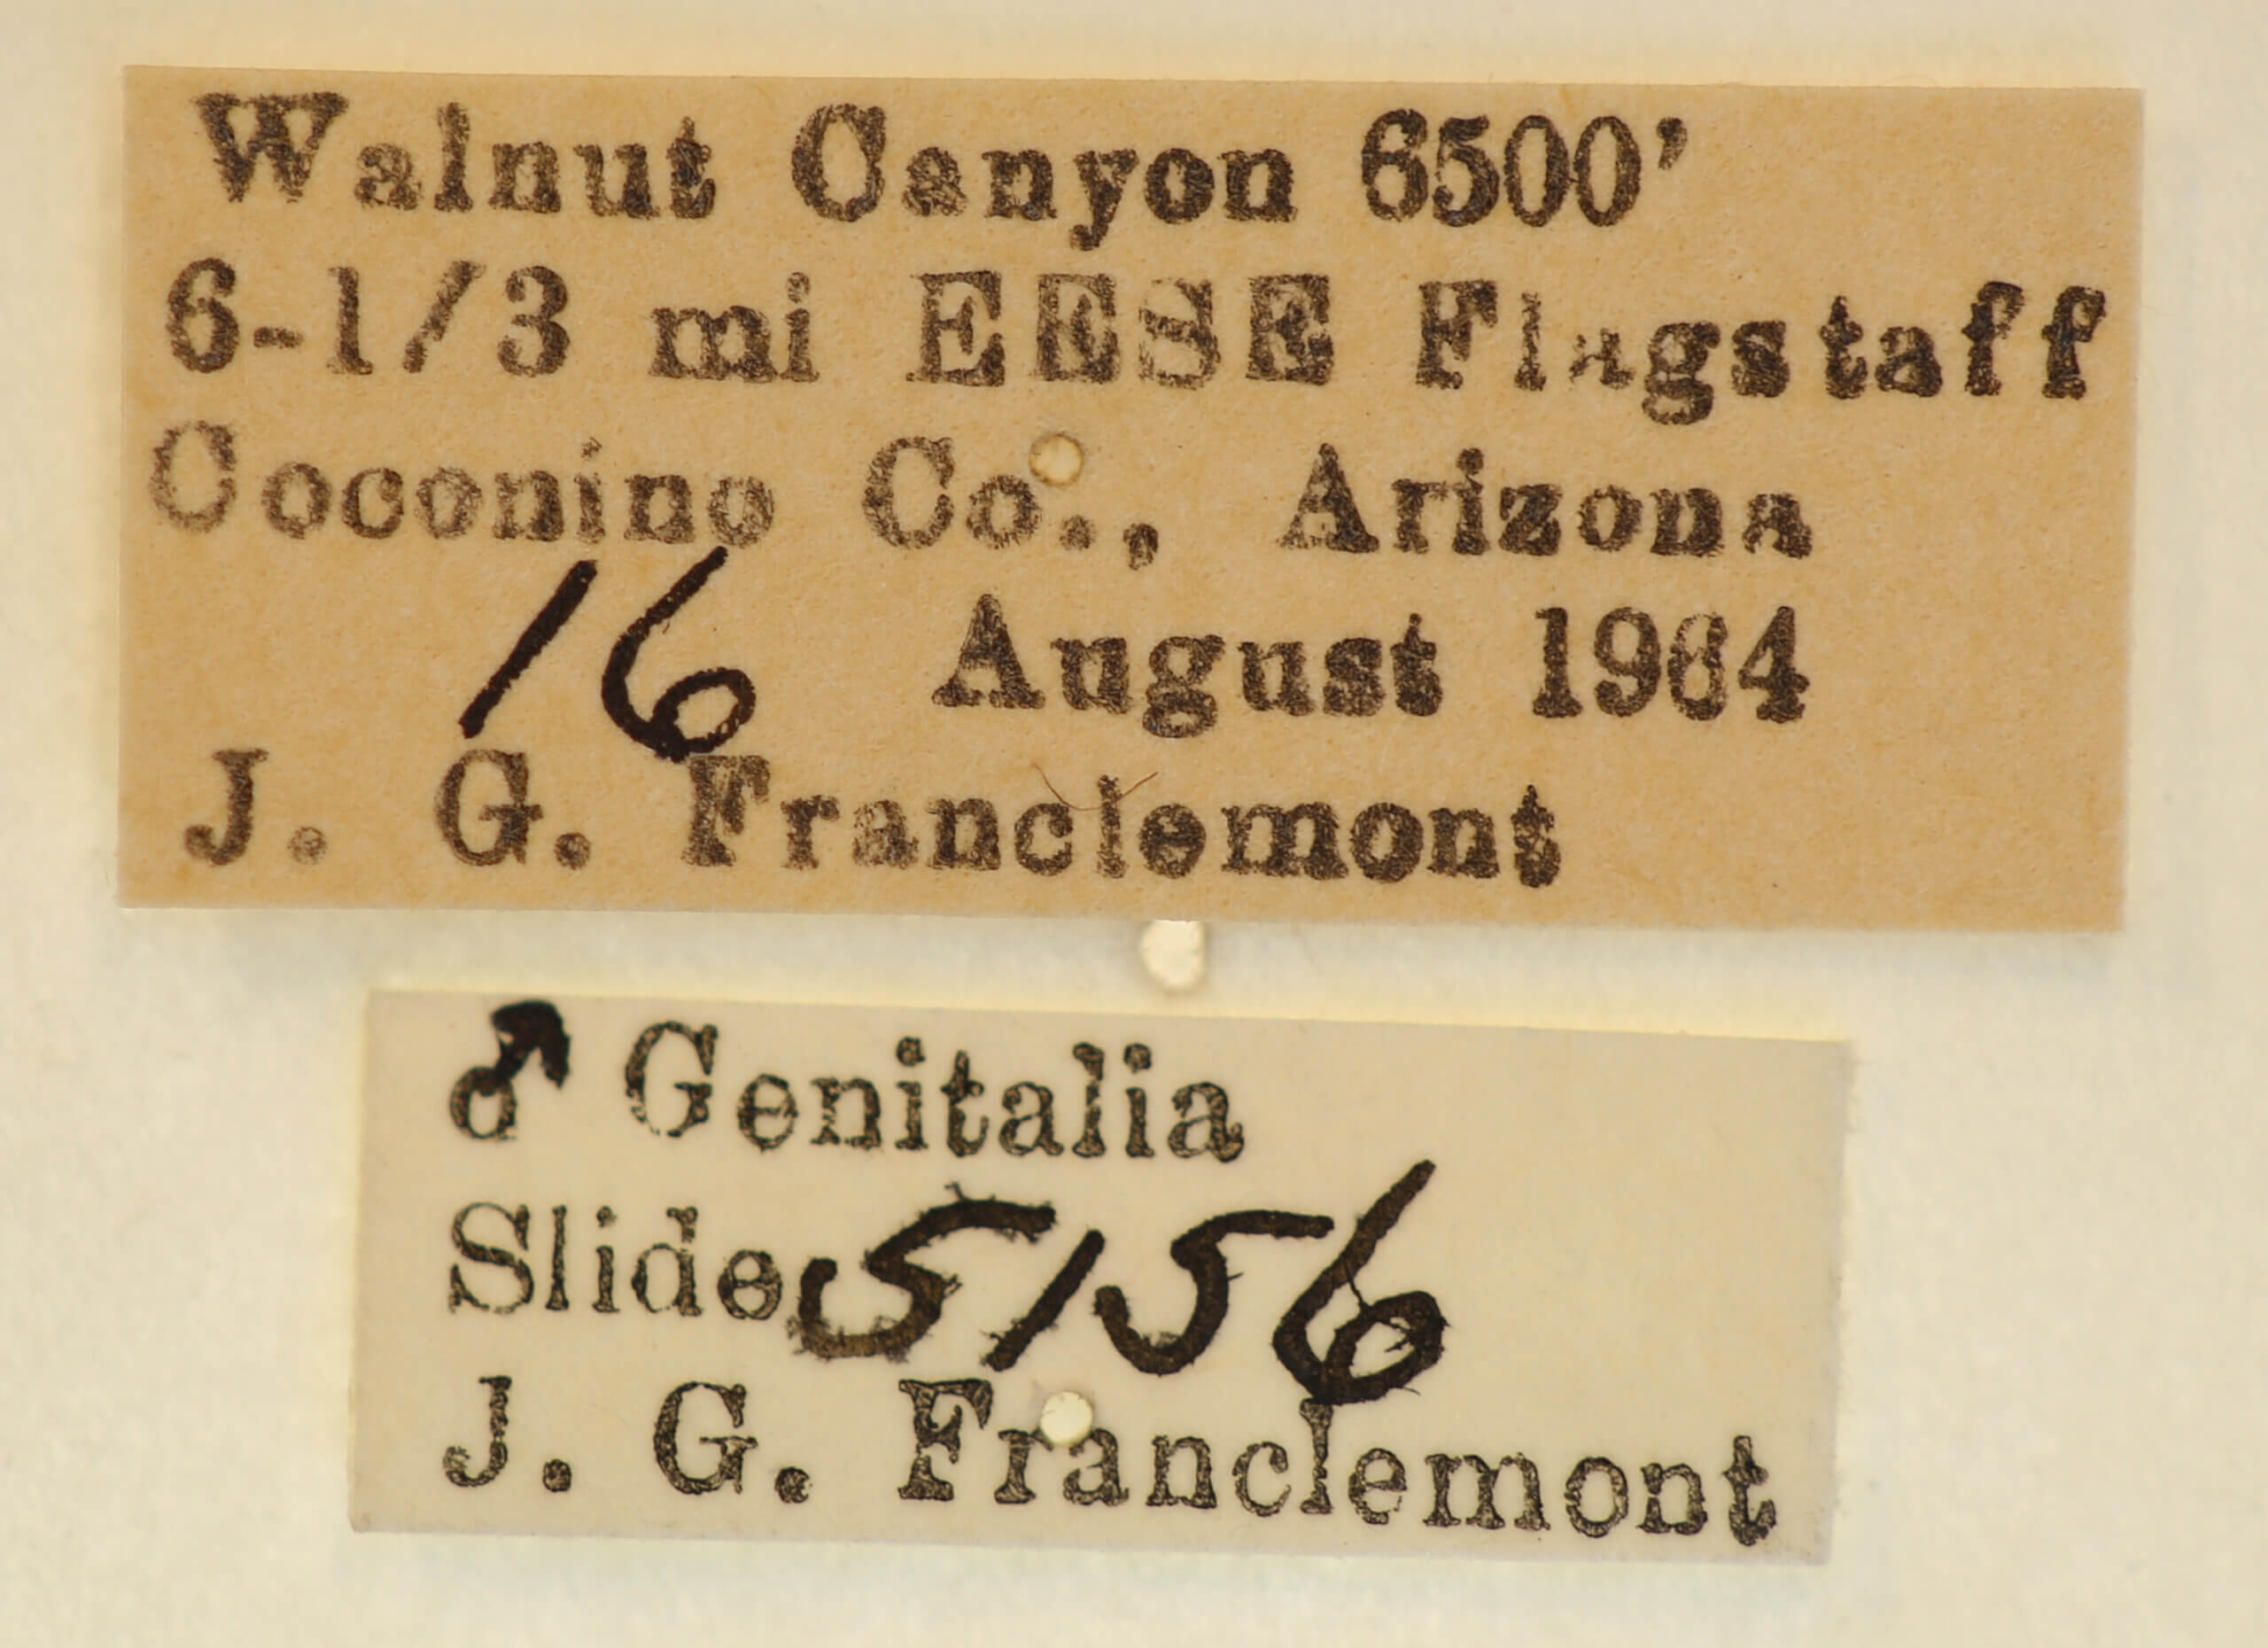 Walnut Canyon 6500'
6-1/3 mi EESE Flagstaff
Coconino Co., Arizona
16 August 1964
J. G. Franclemont
♂ Genitalia
Slide 5156
J. G. Franclemont